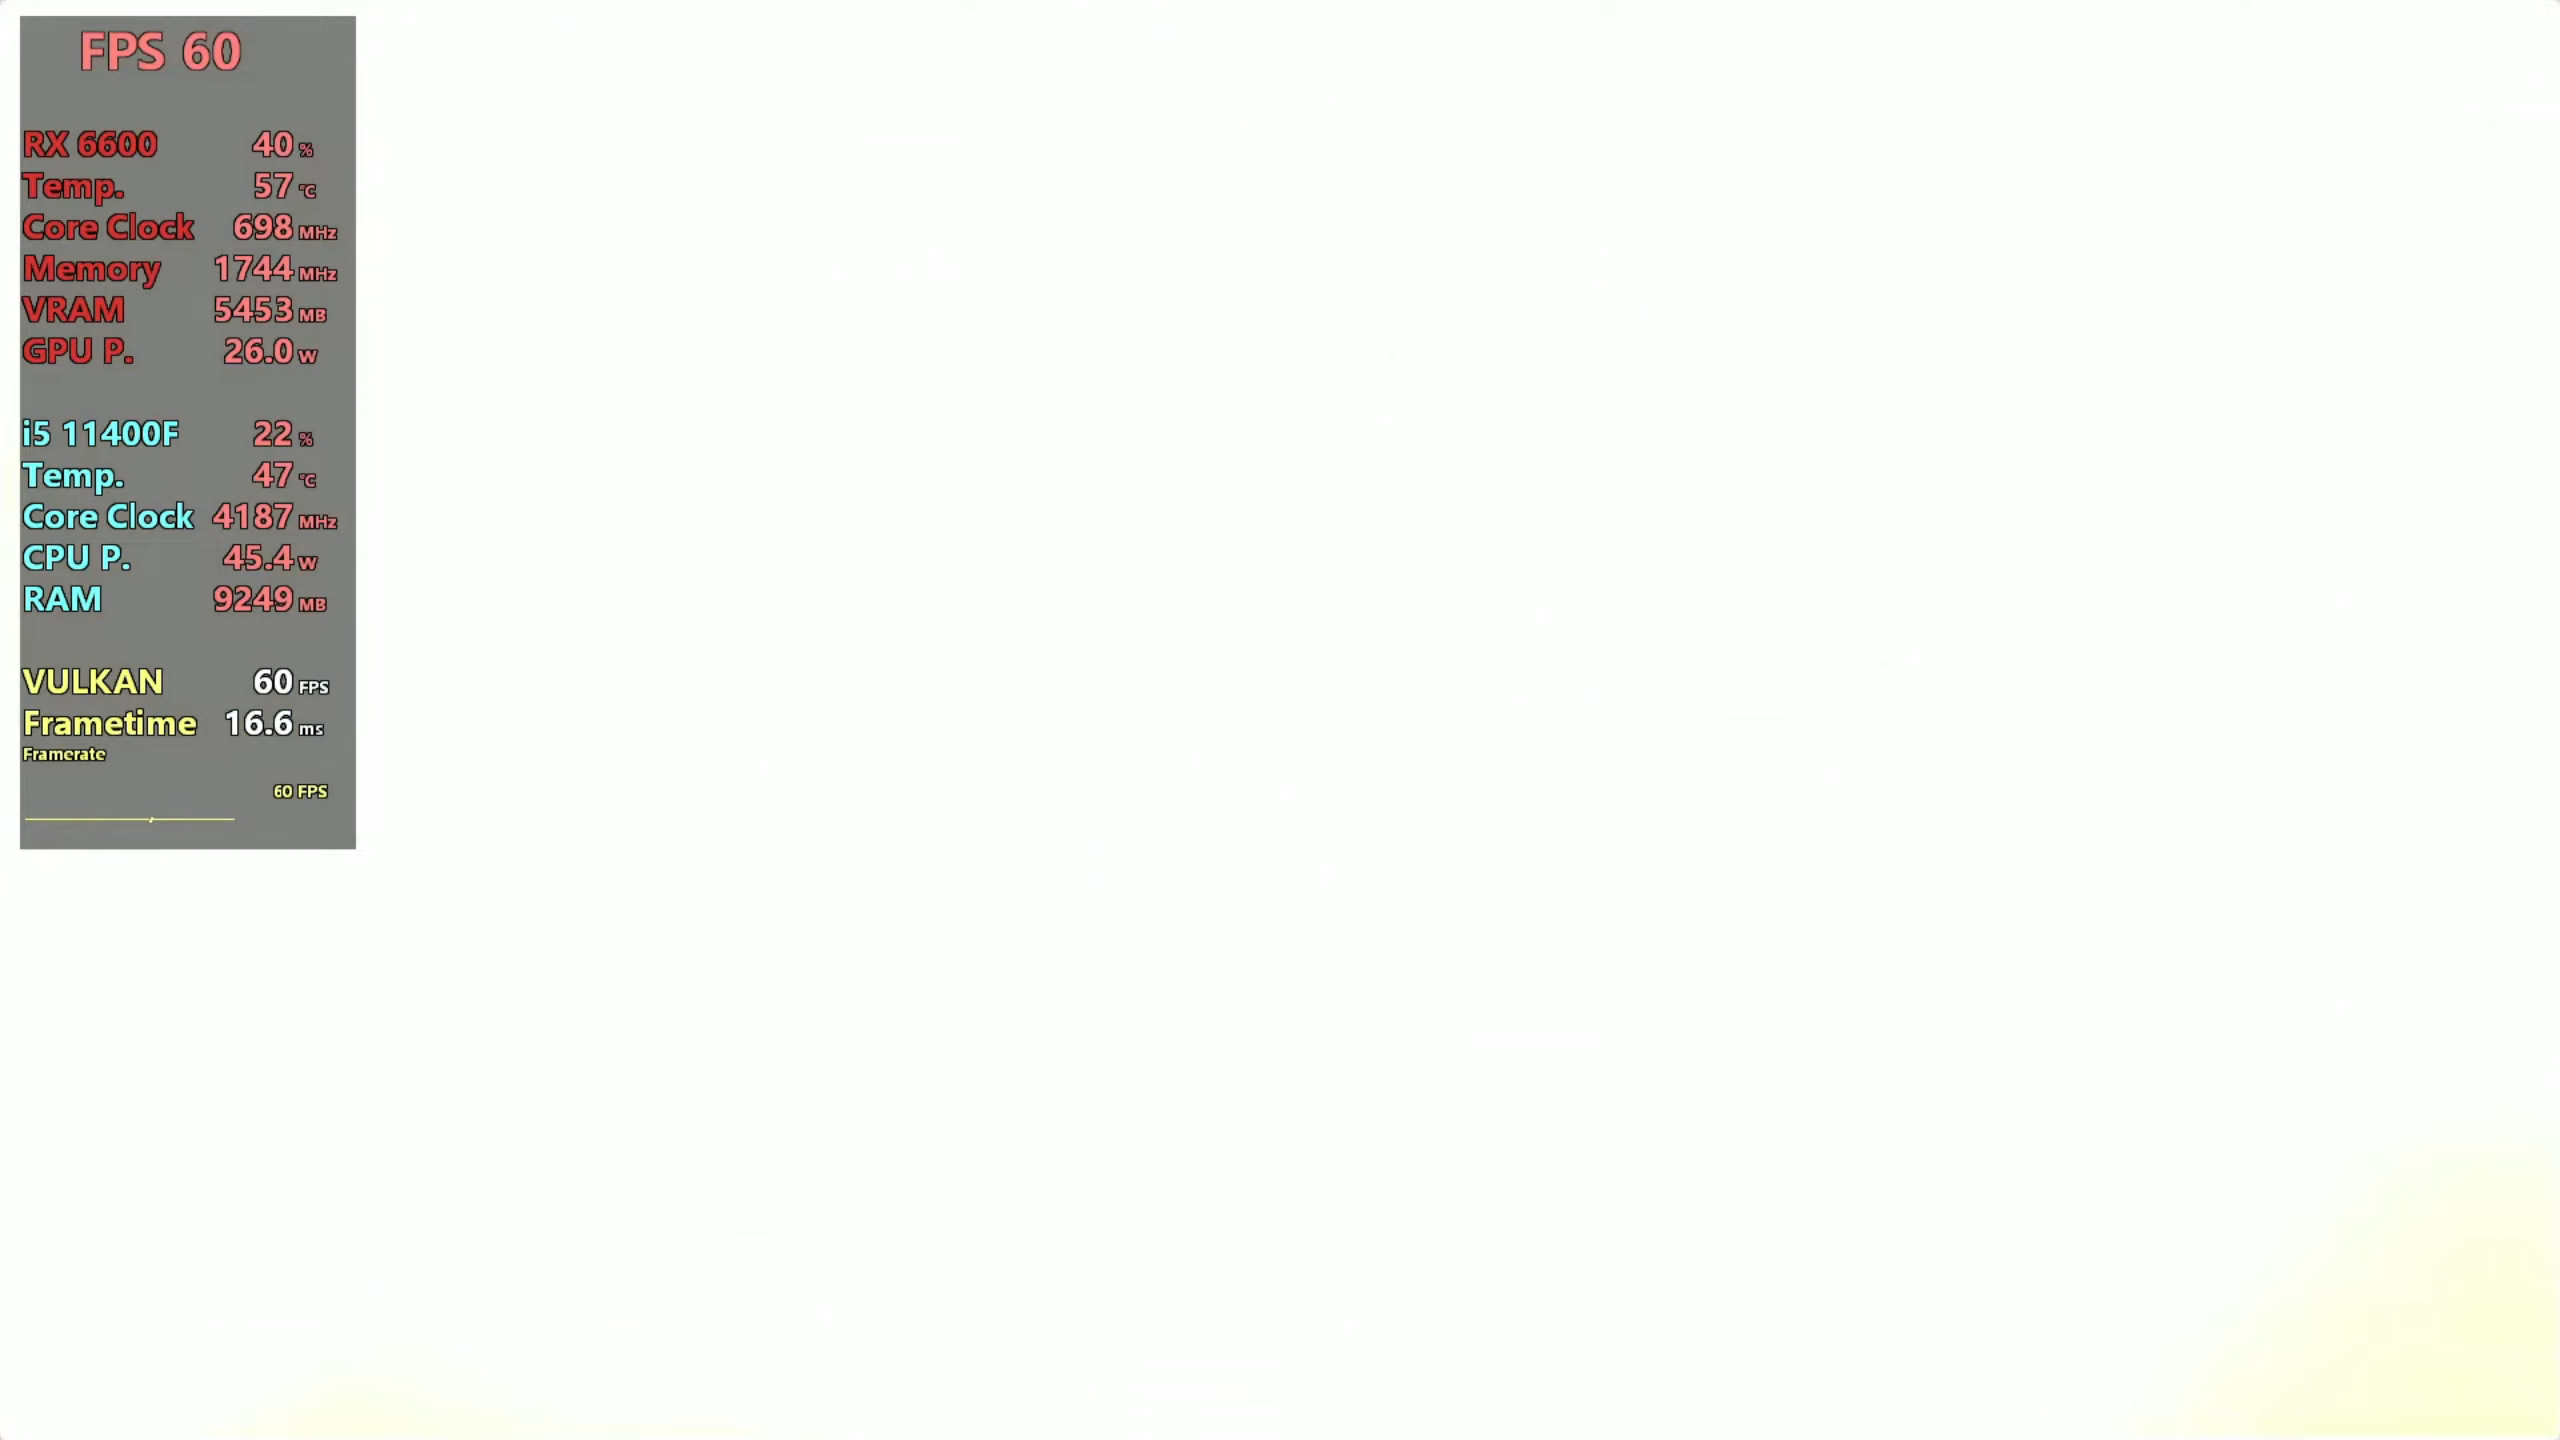 FPS 60
RX 6600 40 %
Temp. 57 °C
Core Clock 698 MHz
Memory 1744 MHz
VRAM 5453 MB
GPU P. 26.0 W
i5 11400F 22 %
Temp. 47 °C
Core Clock 4187 MHz
CPU P. 45.4 W
RAM 9249 MB
VULKAN 60 FPS
Frametime 16.6 ms
Framerate
60 FPS